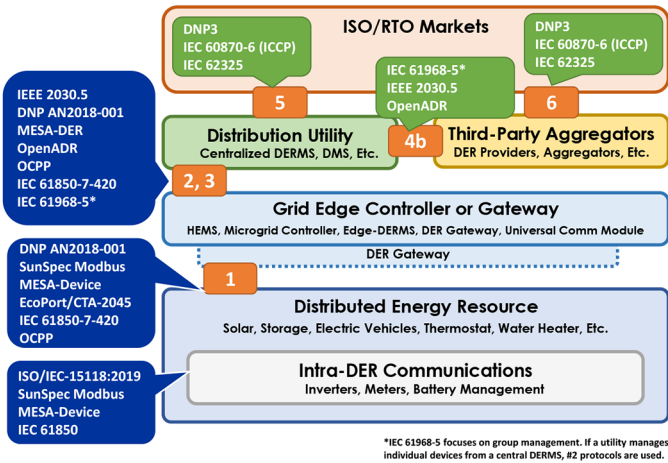 ISO/RTO Markets
DNP3
IEC 60870-6 (ICCP)
IEC 62325
5
IEC 61968-5*
IEEE 2030.5
OpenADR
4b
DNP3
IEC 60870-6 (ICCP)
IEC 62325
6
Distribution Utility
Centralized DERMS, DMS, Etc.
Third-Party Aggregators
DER Providers, Aggregators, Etc.
IEEE 2030.5
DNP AN2018-001
MESA-DER
OpenADR
OCPP
IEC 61850-7-420
IEC 61968-5*
2, 3
Grid Edge Controller or Gateway
HEMS, Microgrid Controller, Edge-DERMS, DER Gateway, Universal Comm Module
DER Gateway
DNP AN2018-001
SunSpec Modbus
MESA-Device
EcoPort/CTA-2045
IEC 61850-7-420
OCPP
1
Distributed Energy Resource
Solar, Storage, Electric Vehicles, Thermostat, Water Heater, Etc.
ISO/IEC-15118:2019
SunSpec Modbus
MESA-Device
IEC 61850
Intra-DER Communications
Inverters, Meters, Battery Management
*IEC 61968-5 focuses on group management. If a utility manages
individual devices from a central DERMS, #2 protocols are used.